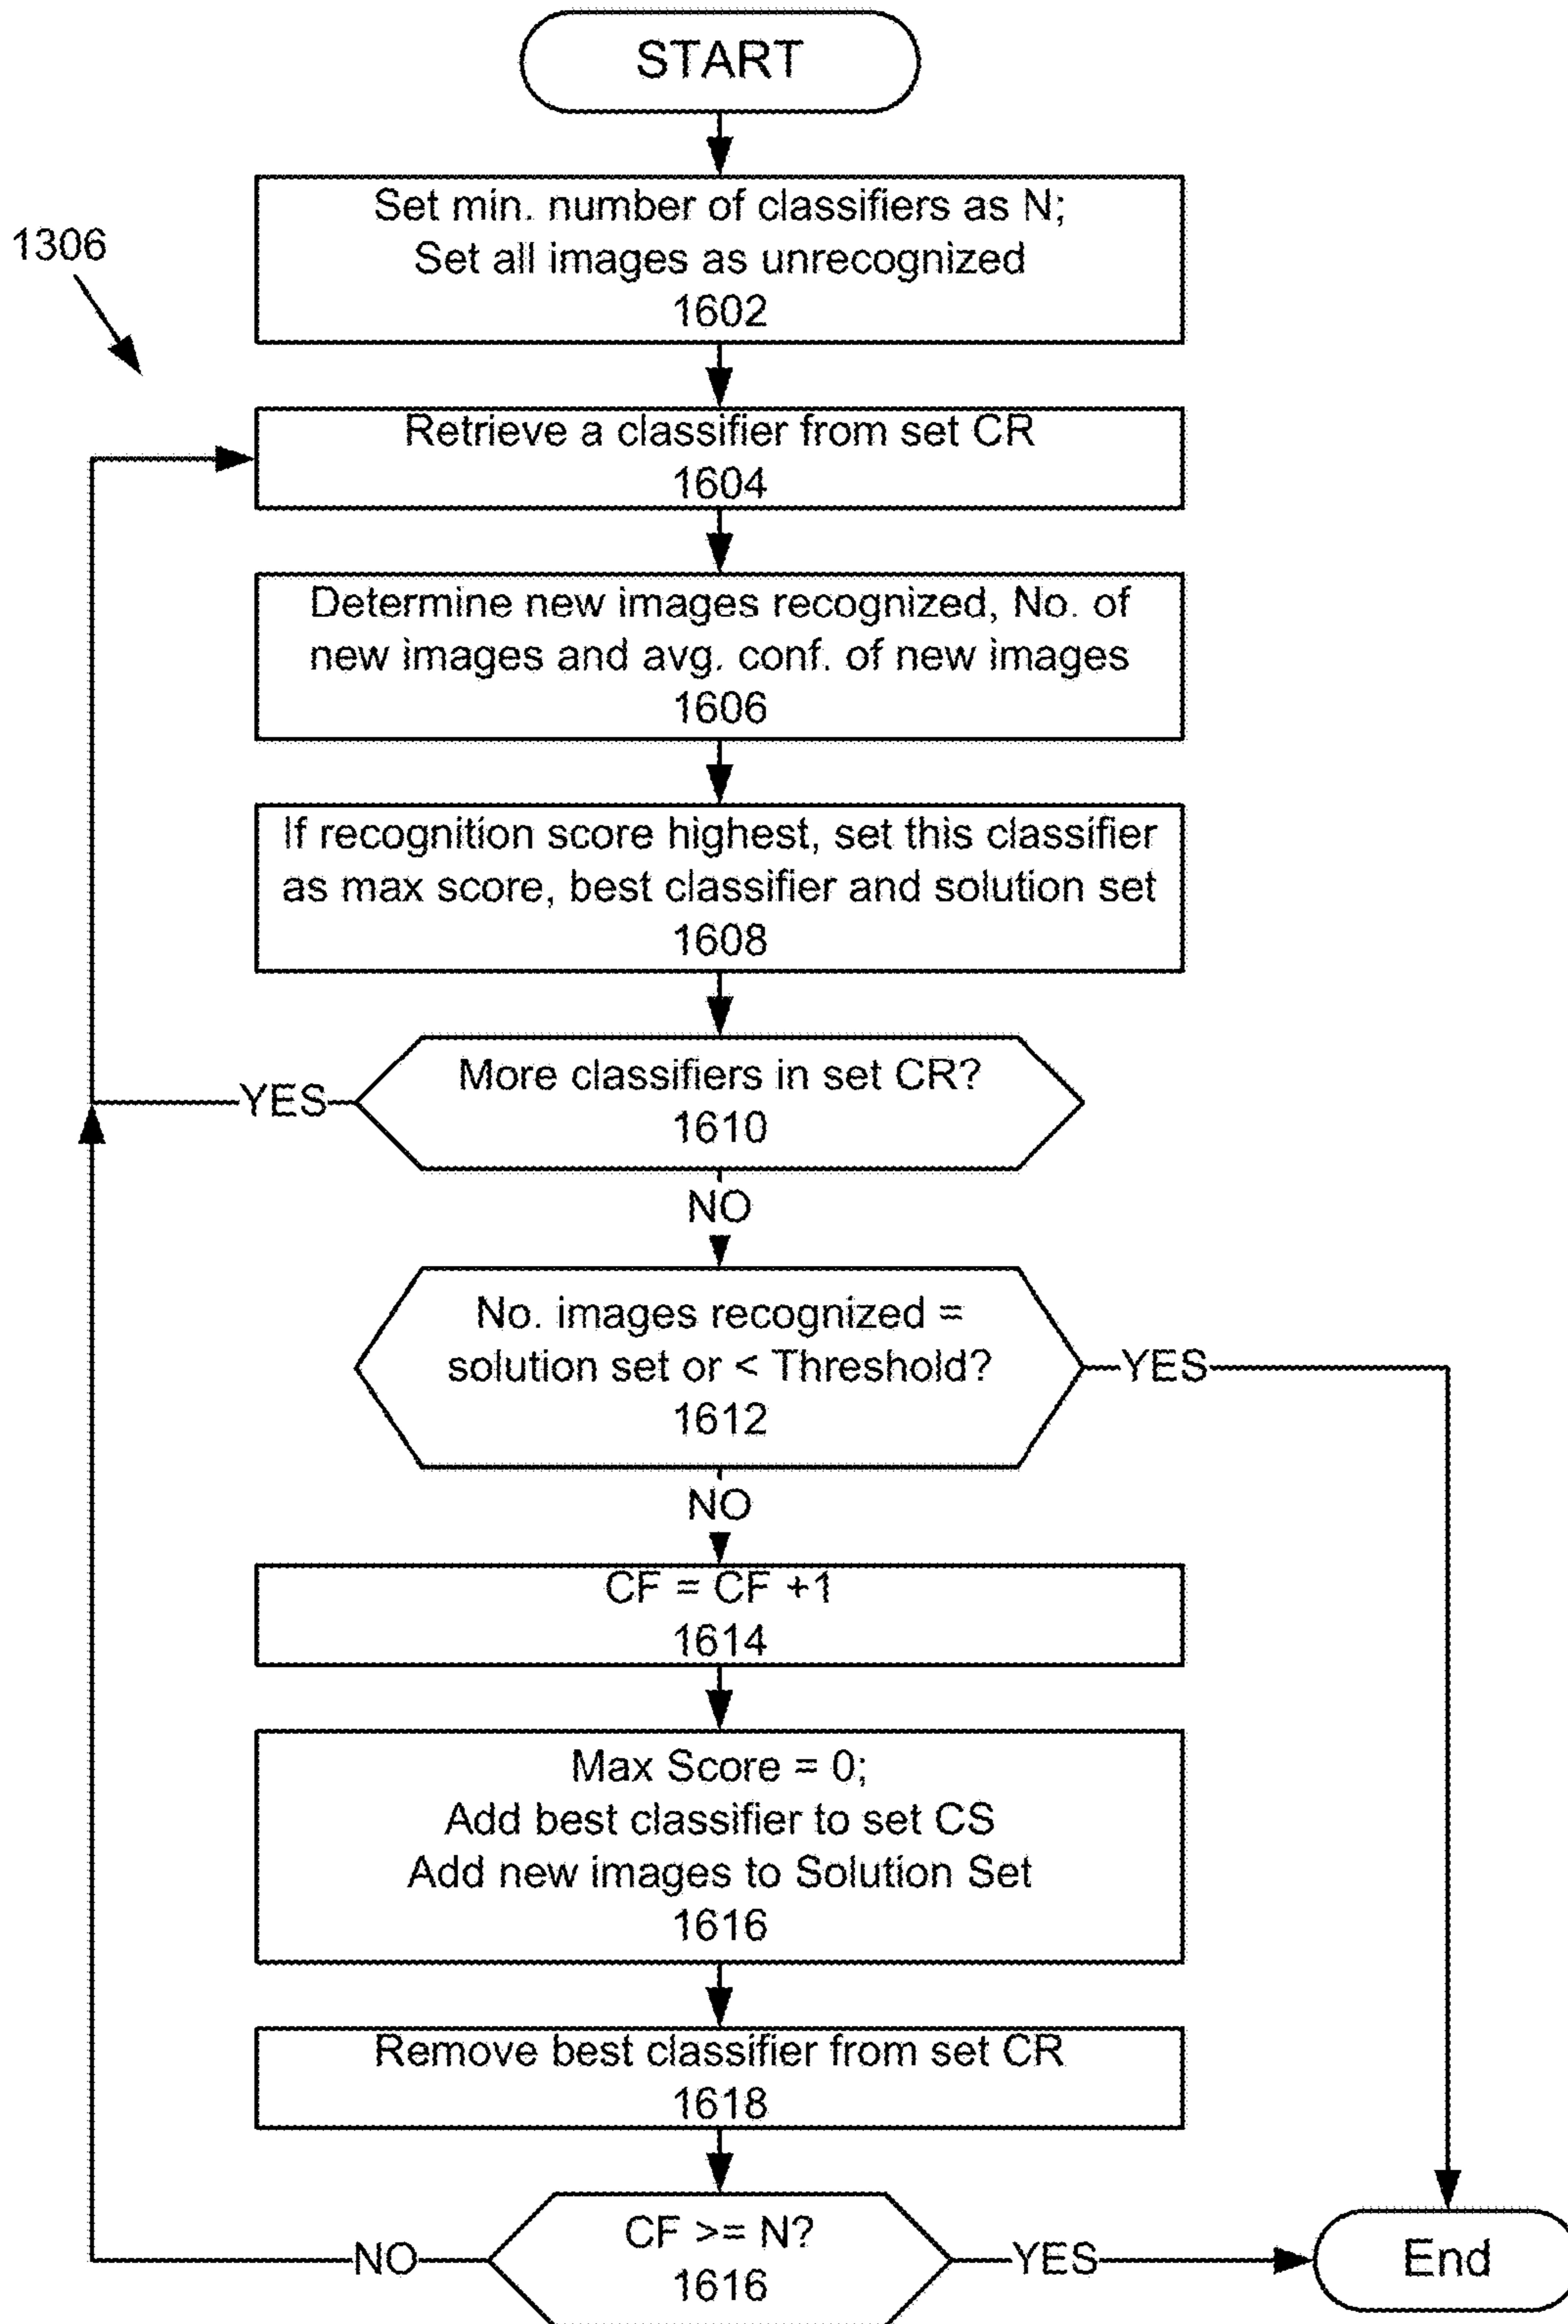 START
Set min. number of classifiers as N;
Set all images as unrecognized
1602
1306
Retrieve a classifier from set CR
1604
Determine new images recognized, No. of
new images and avg. conf. of new images
1606
If recognition score highest, set this classifier
as max score, best classifier and solution set
1608
More classifiers in set CR?
1610
YES
NO
No. images recognized =
solution set or < Threshold?
1612
YES
NO
CF = CF +1
1614
Max Score = 0;
Add best classifier to set CS
Add new images to Solution Set
1616
Remove best classifier from set CR
1618
CF >= N?
1616
NO
YES
End